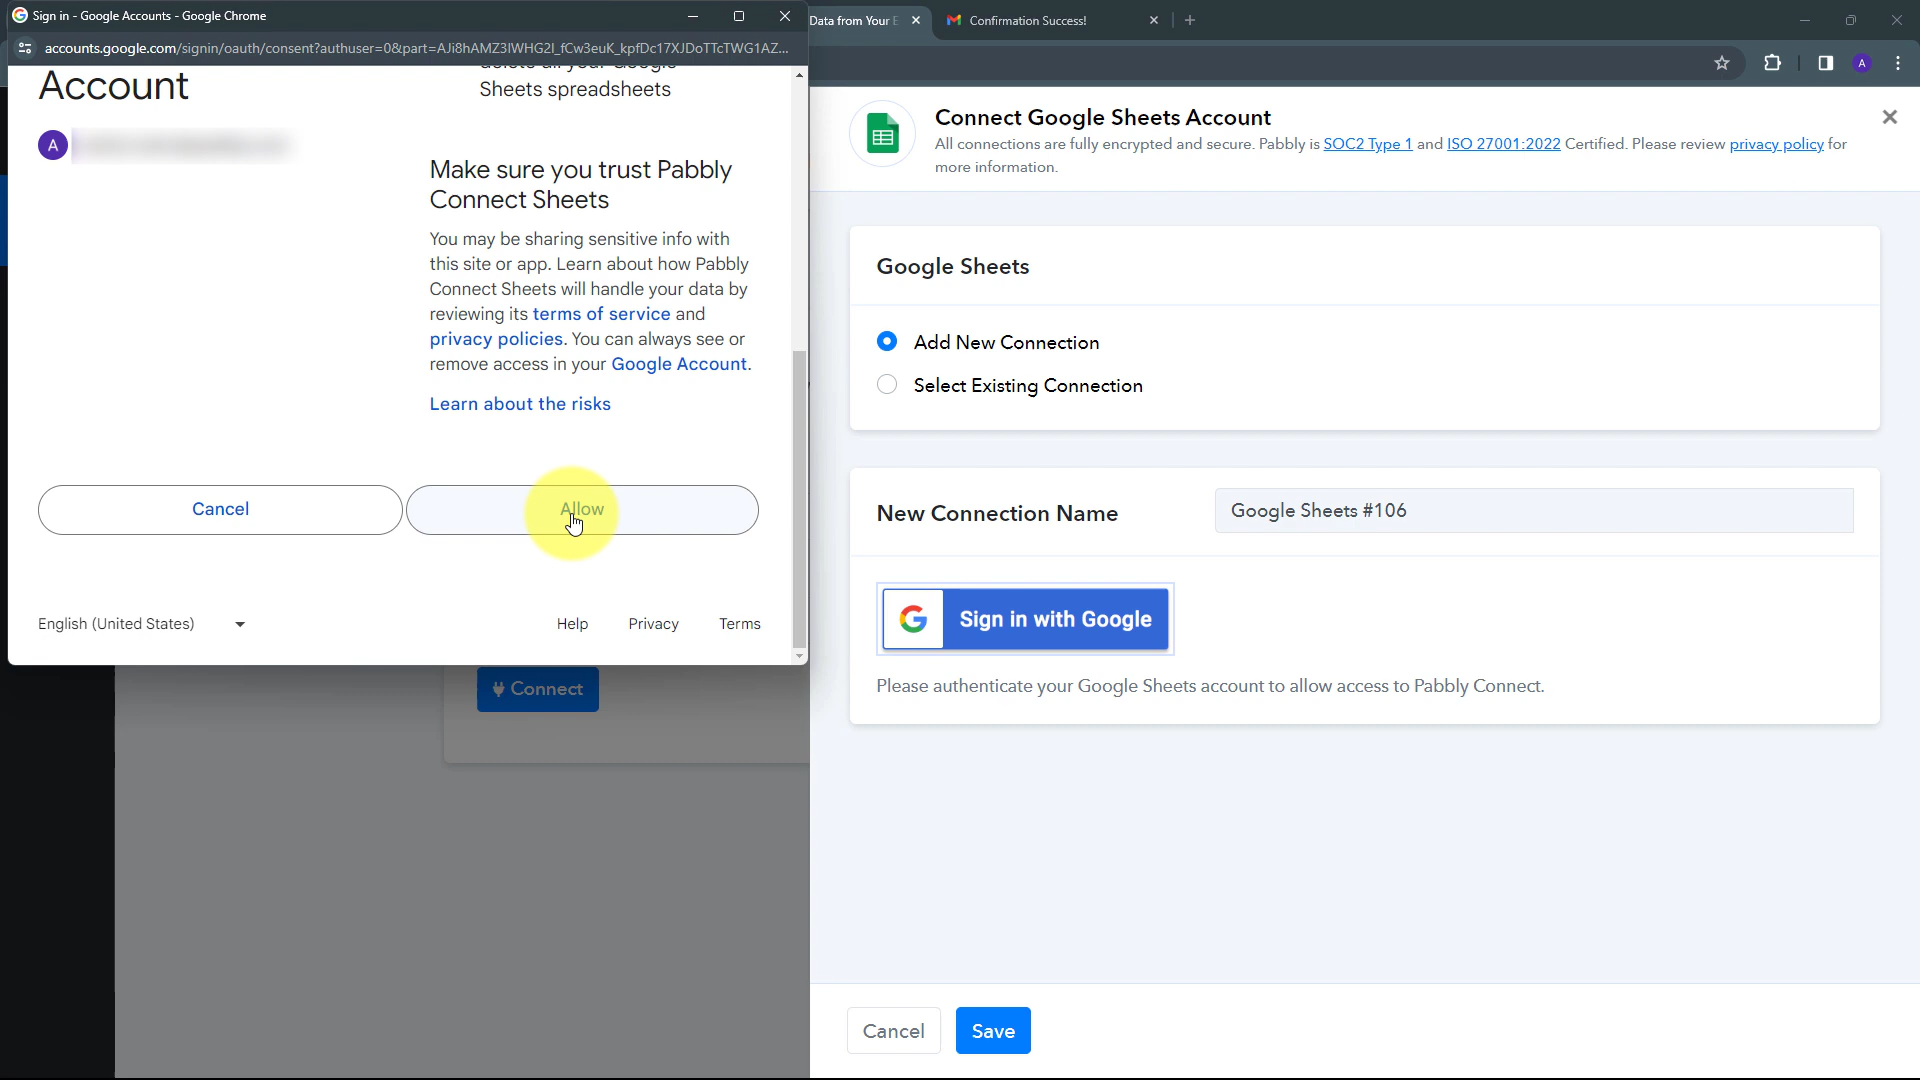 Sign in - Google Accounts - Google Chrome
Data from Your E
Confirmation Success!
accounts.google.com/signin/oauth/consent?authuser=0&part=AJi8hAMZ3IWHG2I_fCw3euK_kpfDc17XJDoTTcTWG1AZ...
A
Account
Sheets spreadsheets
A
Make sure you trust Pabbly
Connect Sheets
You may be sharing sensitive info with
this site or app. Learn about how Pabbly
Connect Sheets will handle your data by
reviewing its terms of service and
privacy policies. You can always see or
remove access in your Google Account.
Learn about the risks
Cancel
Allow
English (United States)
Help
Privacy
Terms
Connect
Connect Google Sheets Account
All connections are fully encrypted and secure. Pabbly is SOC2 Type 1 and ISO 27001:2022 Certified. Please review privacy policy for
more information.
Google Sheets
Add New Connection
Select Existing Connection
New Connection Name
Google Sheets #106
Sign in with Google
Please authenticate your Google Sheets account to allow access to Pabbly Connect.
Cancel
Save